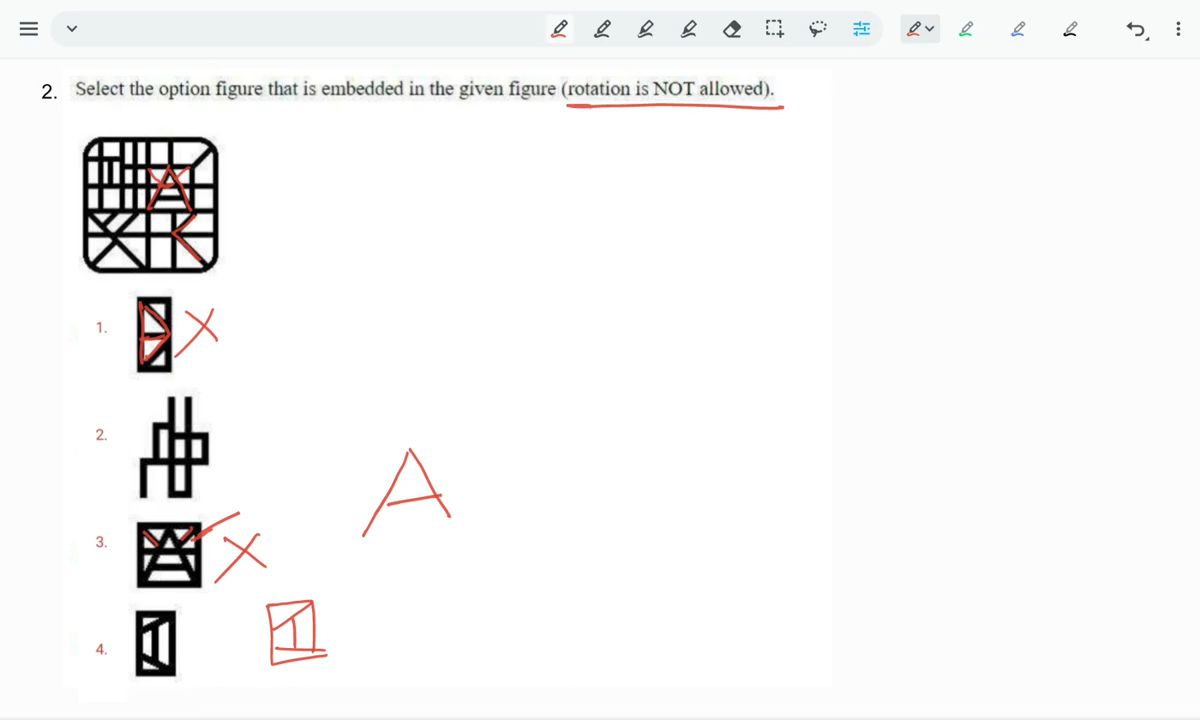 2. Select the option figure that is embedded in the given figure (rotation is NOT allowed).
1.
2.
3.
4.
A